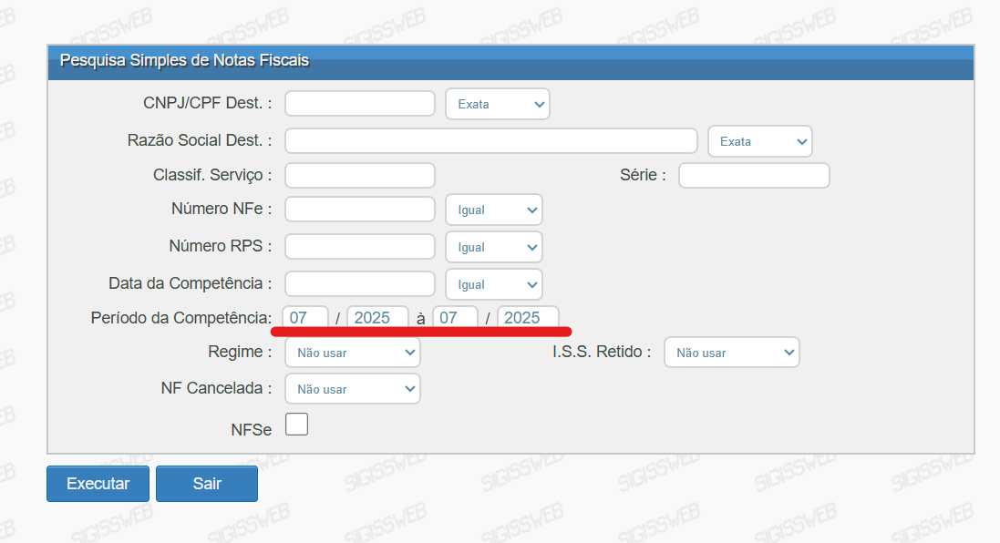 Pesquisa Simples de Notas Fiscais
CNPJ/CPF Dest. : Exata
Razão Social Dest. : Exata
Classif. Serviço : Série :
Número NFe : Igual
Número RPS : Igual
Data da Competência : Igual
Período da Competência: 07 / 2025 à 07 / 2025
Regime : Não usar I.S.S. Retido : Não usar
NF Cancelada : Não usar
NFSe
Executar Sair
SIGISSWEB